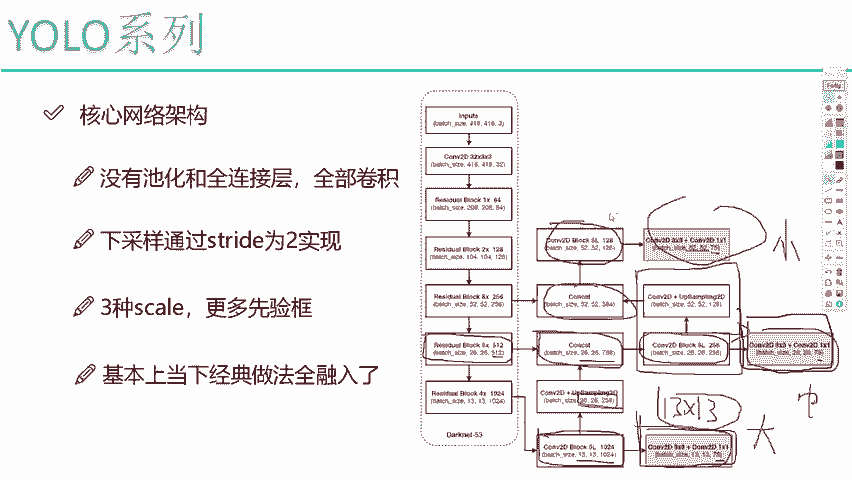 YOLO系列
核心网络架构
没有池化和全连接层，全部卷积
下采样通过stride为2实现
3种scale，更多先验框
基本上当下经典做法全融入了
Inputs
(batch_size, 416, 416, 3)
Conv2D 32x3x3
(batch_size, 416, 416, 32)
Residual Block 1x 64
(batch_size, 208, 208, 64)
Residual Block 2x 128
(batch_size, 104, 104, 128)
Residual Block 8x 256
(batch_size, 52, 52, 256)
Residual Block 8x 512
(batch_size, 26, 26, 512)
Residual Block 4x 1024
(batch_size, 13, 13, 1024)
Darknet-53
Conv2D Block 5L 128
(batch_size, 52, 52, 128)
Conv2D 3x3 + Conv2D 1x1
(batch_size, 52, 52, 75)
小
Concat
(batch_size, 52, 52, 384)
Conv2D + UpSampling2D
(batch_size, 52, 52, 128)
Concat
(batch_size, 26, 26, 768)
Conv2D Block 5L 256
(batch_size, 26, 26, 256)
Conv2D 3x3 + Conv2D 1x1
(batch_size, 26, 26, 75)
中
Conv2D + UpSampling2D
(batch_size, 26, 26, 256)
13x13
Conv2D Block 5L 1024
(batch_size, 13, 13, 1024)
Conv2D 3x3 + Conv2D 1x1
(batch_size, 13, 13, 75)
大